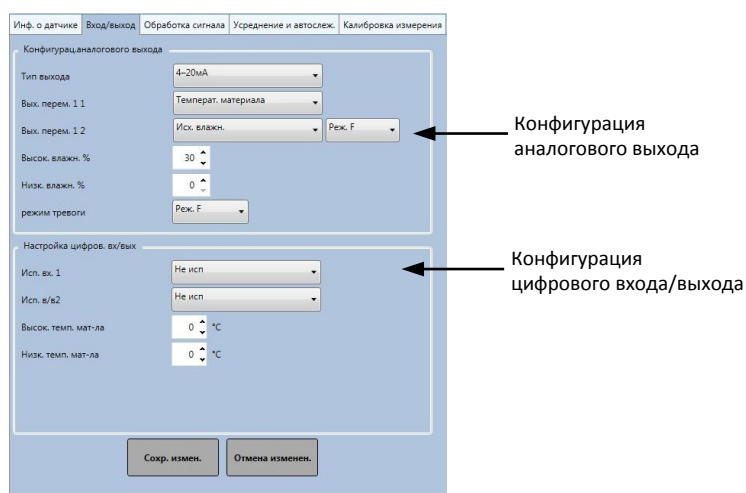 Инф. о датчике Вход/выход Обработка сигнала Усреднение и автослеж. Калибровка измерения
Конфигурац.аналогового выхода
Тип выхода 4–20мА
Вых. перем. 1 1 Температ. материала
Вых. перем. 1 2 Исх. влажн. Реж. F
Высок. влажн. % 30
Низк. влажн. % 0
режим тревоги Реж. F
Конфигурация
аналогового выхода
Настройка цифров. вх/вых
Исп. вх. 1 Не исп
Исп. в/в2 Не исп
Высок. темп. мат-ла 0 °C
Низк. темп. мат-ла 0 °C
Конфигурация
цифрового входа/выхода
Сохр. измен. Отмена изменен.